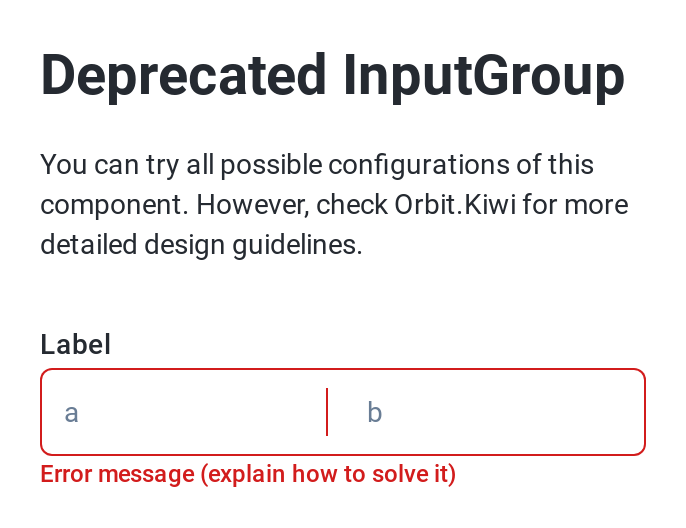 Deprecated InputGroup
You can try all possible configurations of this
component. However, check Orbit.Kiwi for more
detailed design guidelines.
Label
a b
Error message (explain how to solve it)